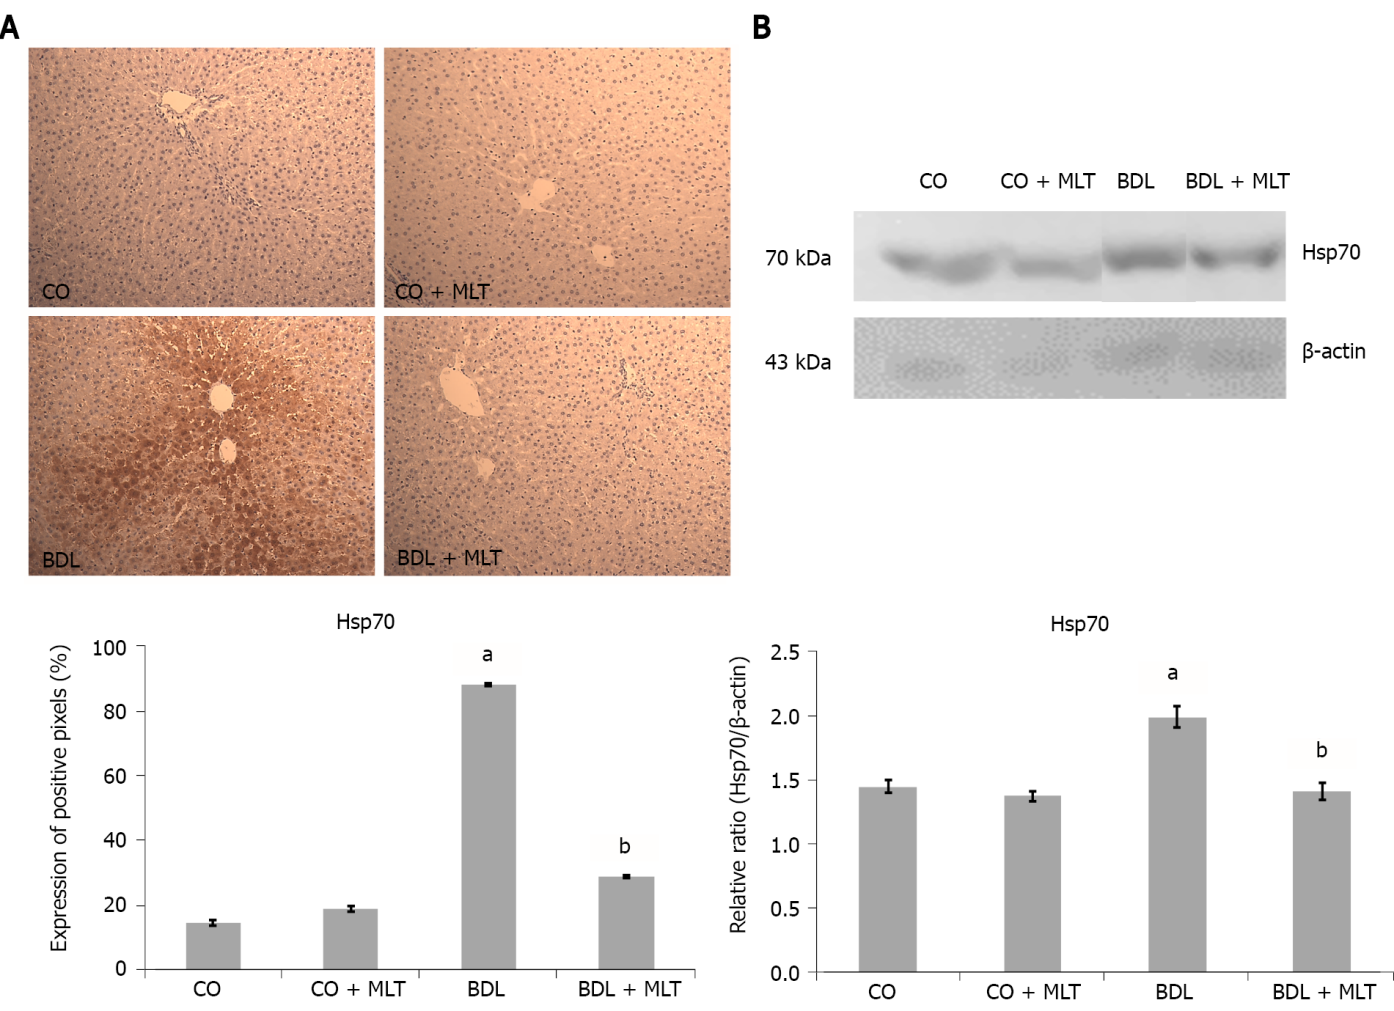 A
CO
CO + MLT
BDL
BDL + MLT
Hsp70
Expression of positive pixels (%)
100
80
60
40
20
0
a
b
CO
CO + MLT
BDL
BDL + MLT
B
CO
CO + MLT
BDL
BDL + MLT
70 kDa
Hsp70
43 kDa
β-actin
Hsp70
Relative ratio (Hsp70/β-actin)
2.5
2.0
1.5
1.0
0.5
0.0
a
b
CO
CO + MLT
BDL
BDL + MLT